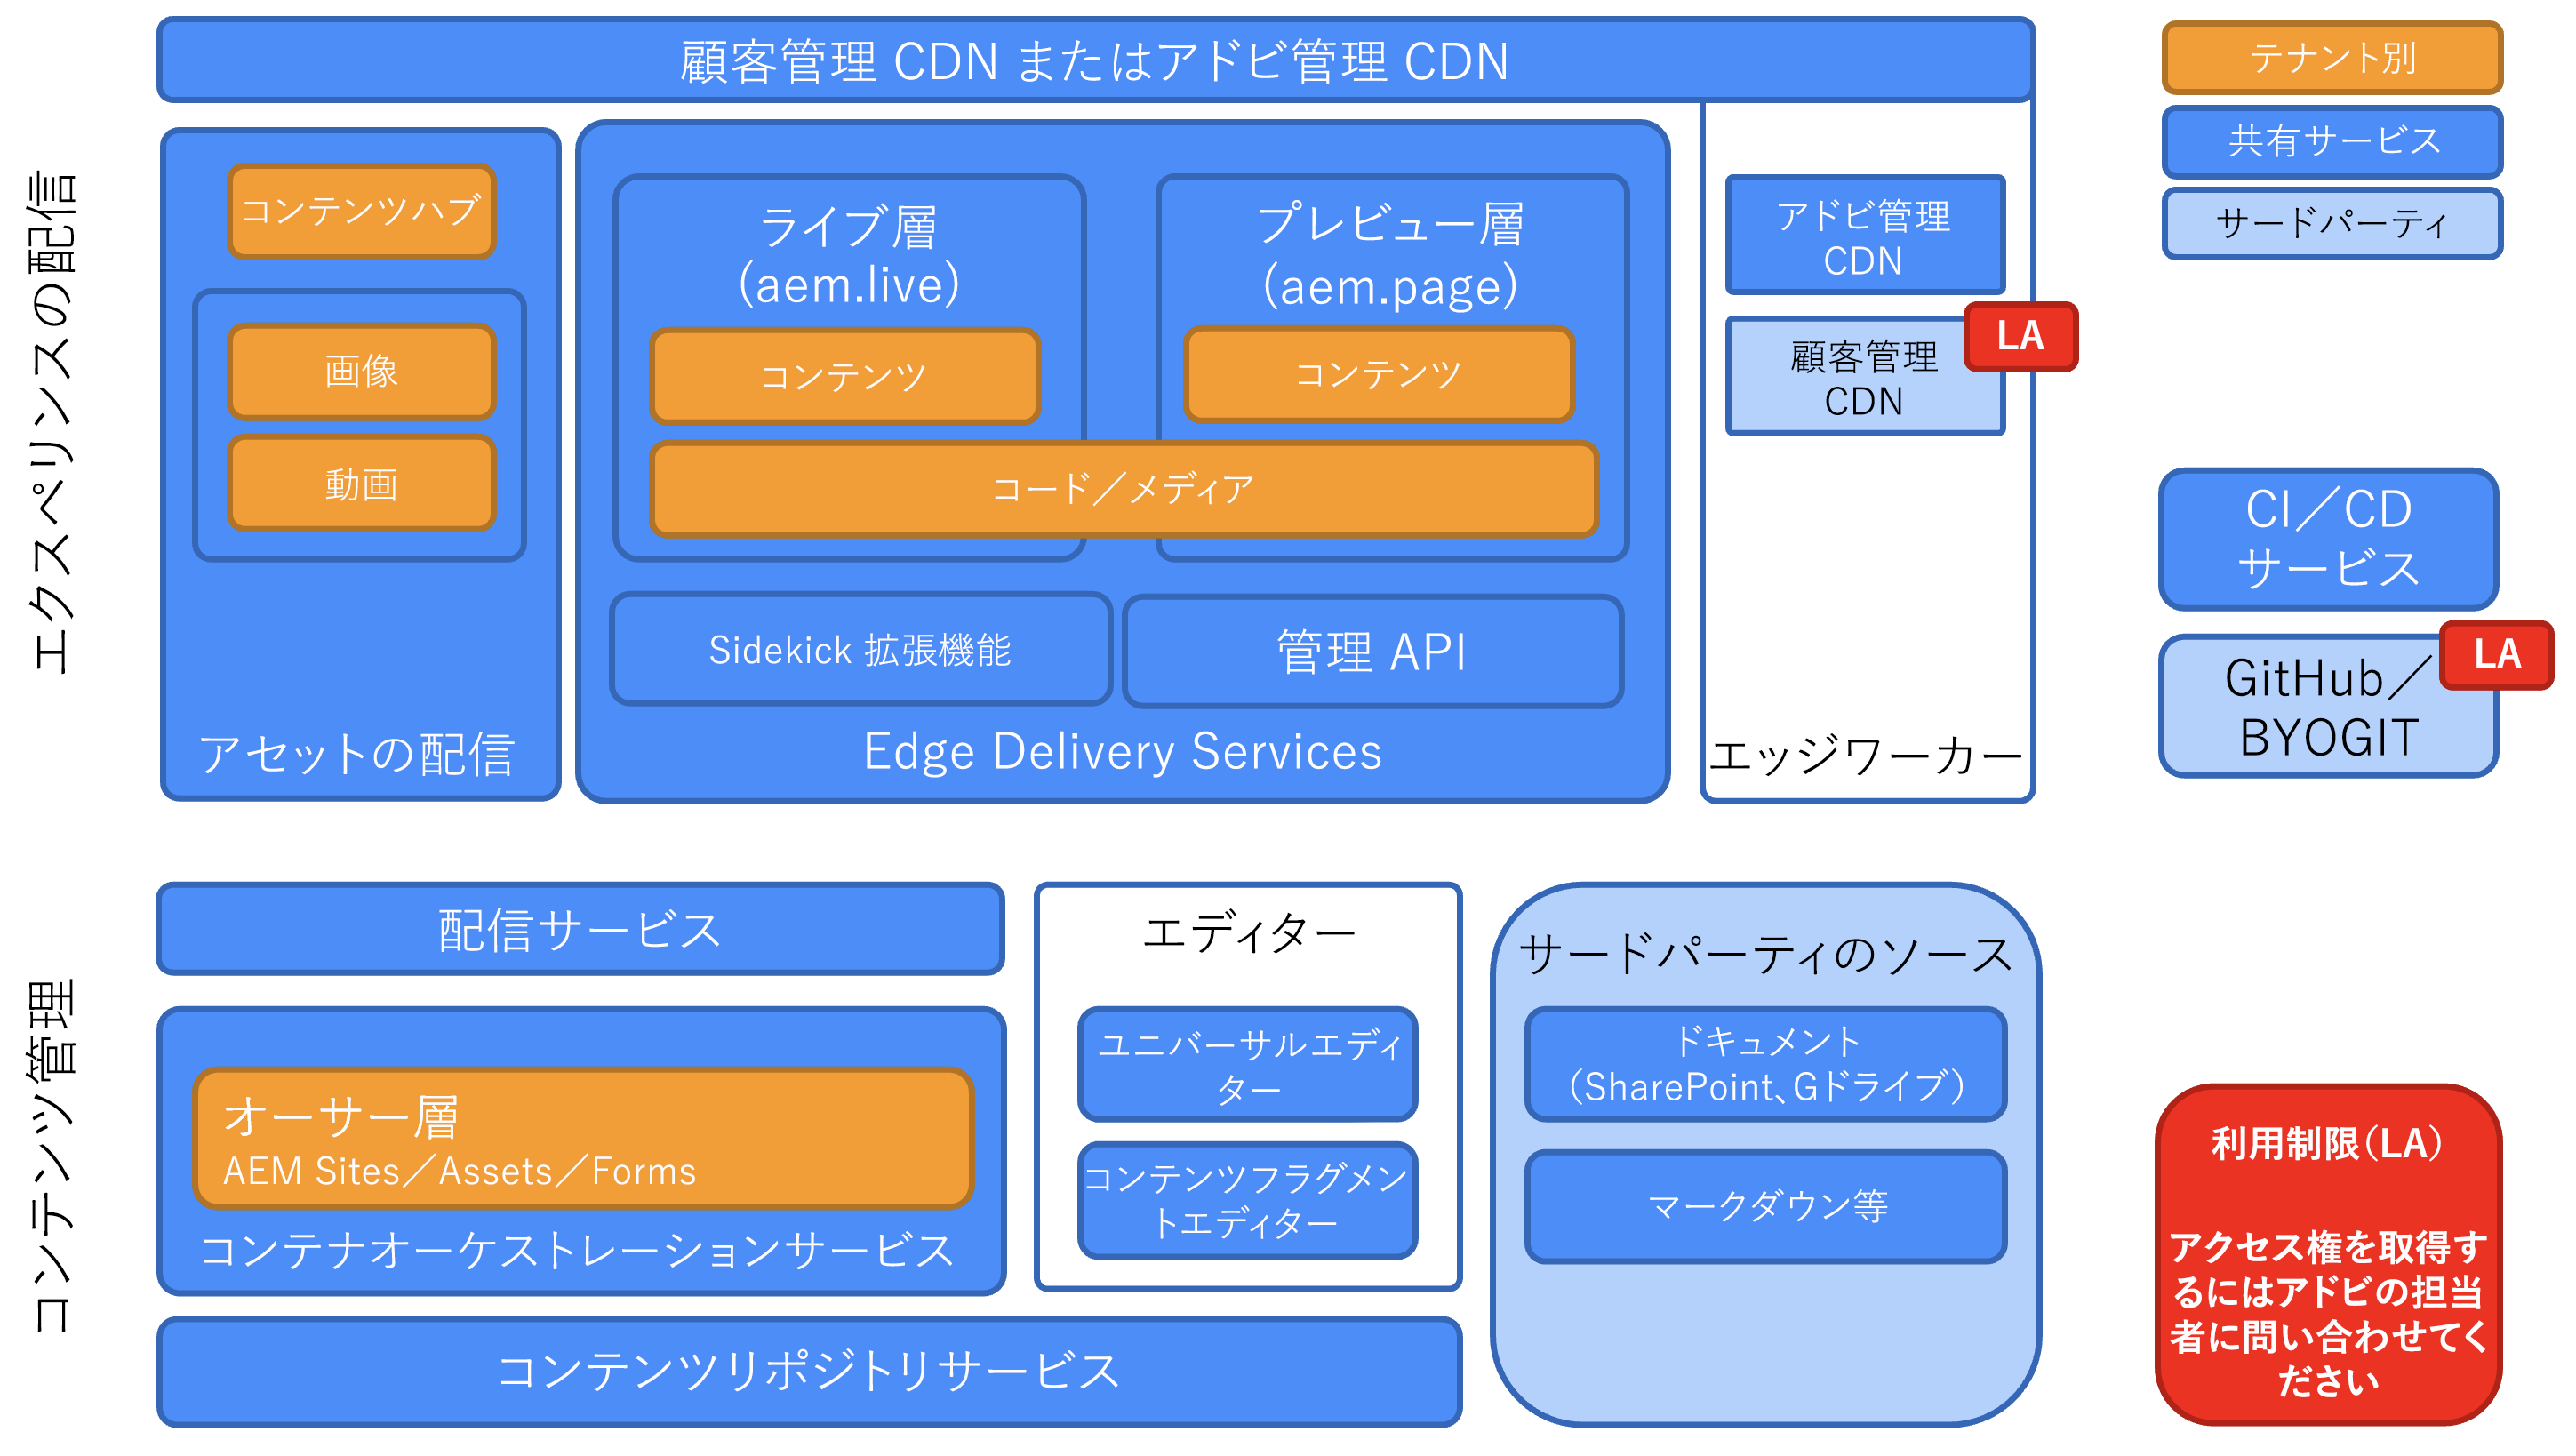 顧客管理 CDN またはアドビ管理 CDN
エクスペリンスの配信
コンテンツハブ
画像
動画
アセットの配信
ライブ層
(aem.live)
コンテンツ
プレビュー層
(aem.page)
コンテンツ
コード／メディア
Sidekick 拡張機能
管理 API
Edge Delivery Services
アドビ管理
CDN
顧客管理
CDN
LA
エッジワーカー
テナント別
共有サービス
サードパーティ
CI／CD
サービス
GitHub／
BYOGIT
LA
コンテンツ管理
配信サービス
オーサー層
AEM Sites／Assets／Forms
コンテナオーケストレーションサービス
コンテンツリポジトリサービス
エディター
ユニバーサルエディ
ター
コンテンツフラグメン
トエディター
サードパーティのソース
ドキュメント
（SharePoint、Gドライブ）
マークダウン等
利用制限（LA）
アクセス権を取得す
るにはアドビの担当
者に問い合わせてく
ださい